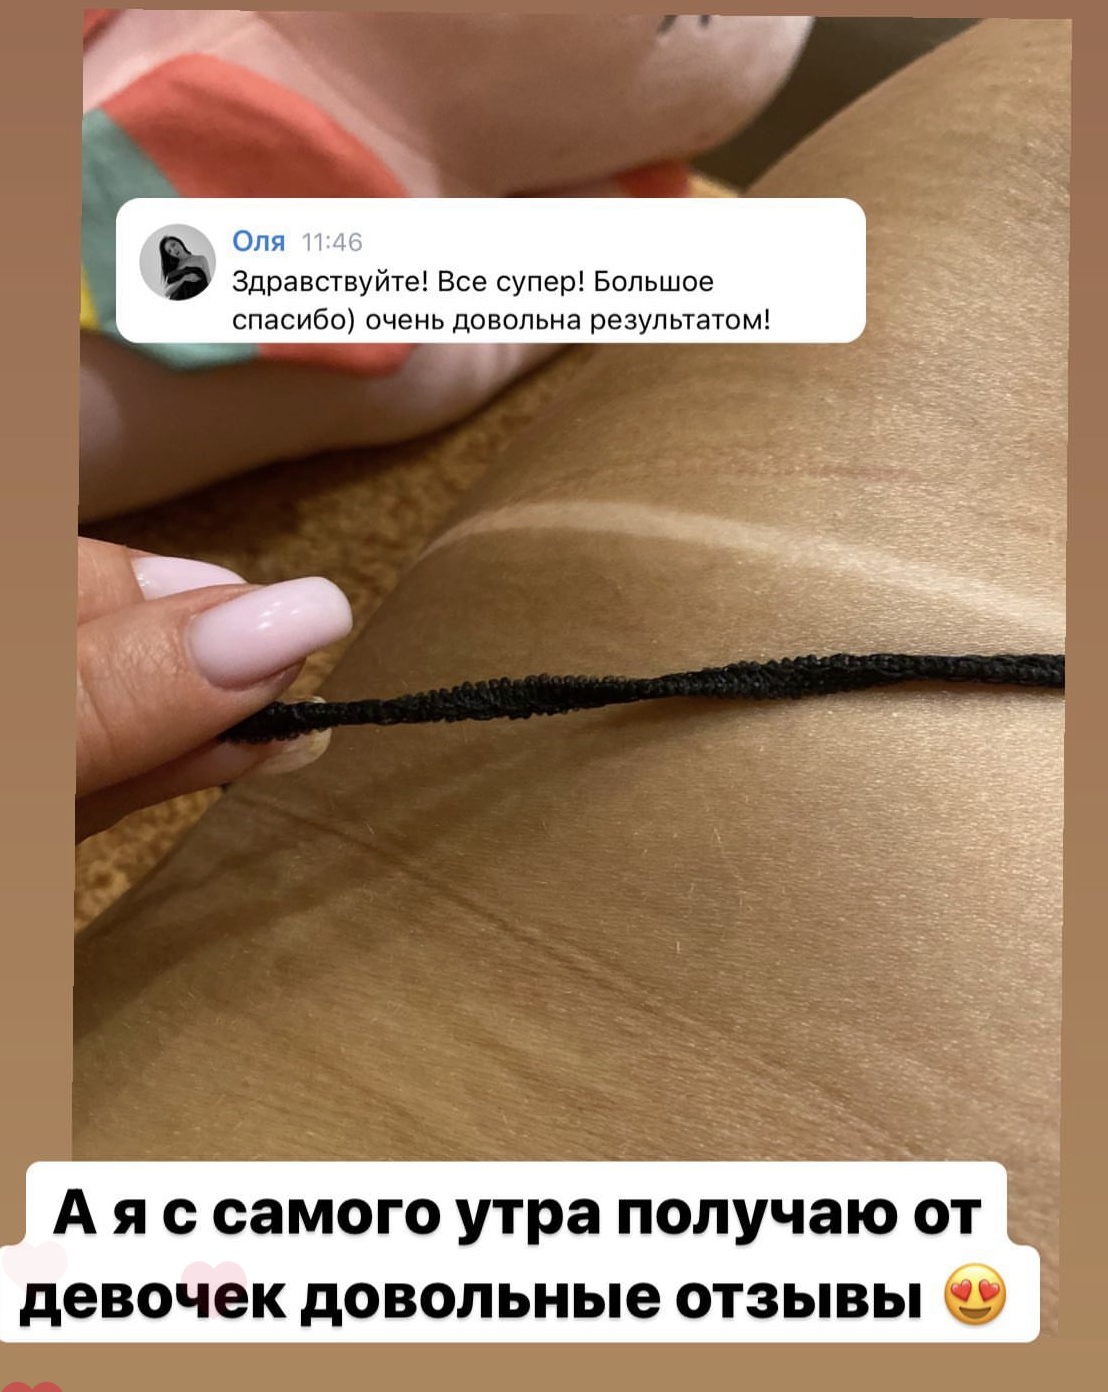 Оля 11:46
Здравствуйте! Все супер! Большое
спасибо) очень довольна результатом!
А я с самого утра получаю от
девочек довольные отзывы 😍